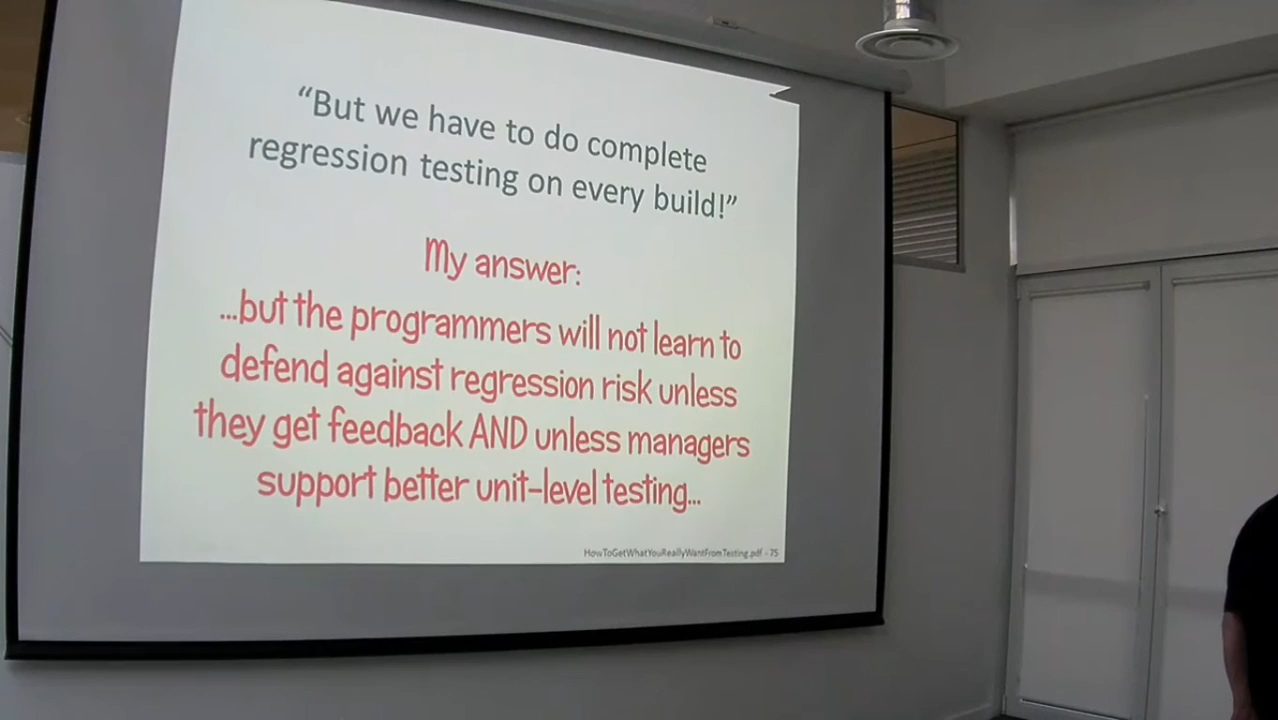 “But we have to do complete
regression testing on every build!”
My answer:
...but the programmers will not learn to
defend against regression risk unless
they get feedback AND unless managers
support better unit-level testing...
HowToGetWhatYouReallyWantFromTesting.pdf - 75